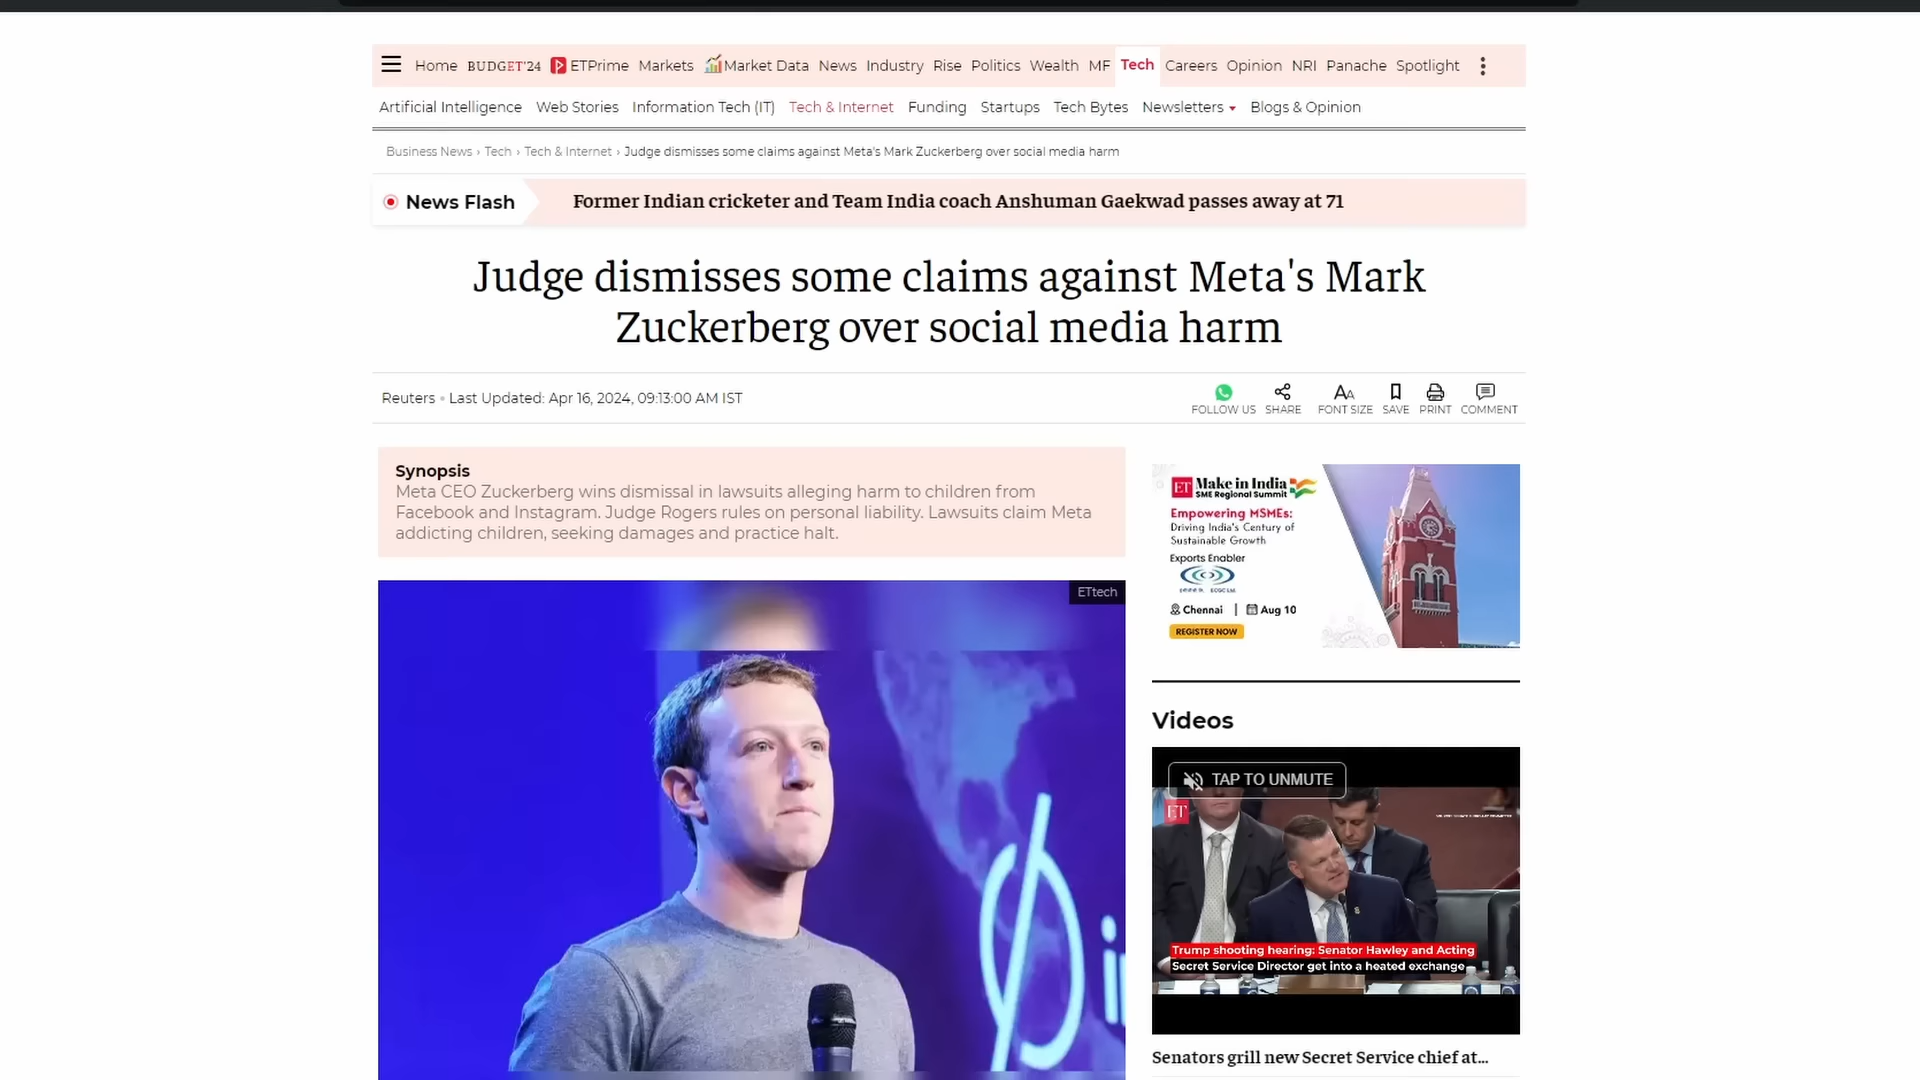 Home BUDGET'24 ETPrime Markets Market Data News Industry Rise Politics Wealth MF Tech Careers Opinion NRI Panache Spotlight
Artificial Intelligence Web Stories Information Tech (IT) Tech & Internet Funding Startups Tech Bytes Newsletters Blogs & Opinion
Business News › Tech › Tech & Internet › Judge dismisses some claims against Meta's Mark Zuckerberg over social media harm
News Flash
Former Indian cricketer and Team India coach Anshuman Gaekwad passes away at 71
Judge dismisses some claims against Meta's Mark
Zuckerberg over social media harm
Reuters • Last Updated: Apr 16, 2024, 09:13:00 AM IST
FOLLOW US SHARE FONT SIZE SAVE PRINT COMMENT
Synopsis
Meta CEO Zuckerberg wins dismissal in lawsuits alleging harm to children from
Facebook and Instagram. Judge Rogers rules on personal liability. Lawsuits claim Meta
addicting children, seeking damages and practice halt.
ETtech
ET Make in India
SME Regional Summit
Empowering MSMEs:
Driving India's Century of
Sustainable Growth
Exports Enabler
Chennai | Aug 10
REGISTER NOW
Videos
TAP TO UNMUTE
ET
Trump shooting hearing: Senator Hawley and Acting
Secret Service Director get into a heated exchange
Senators grill new Secret Service chief at...